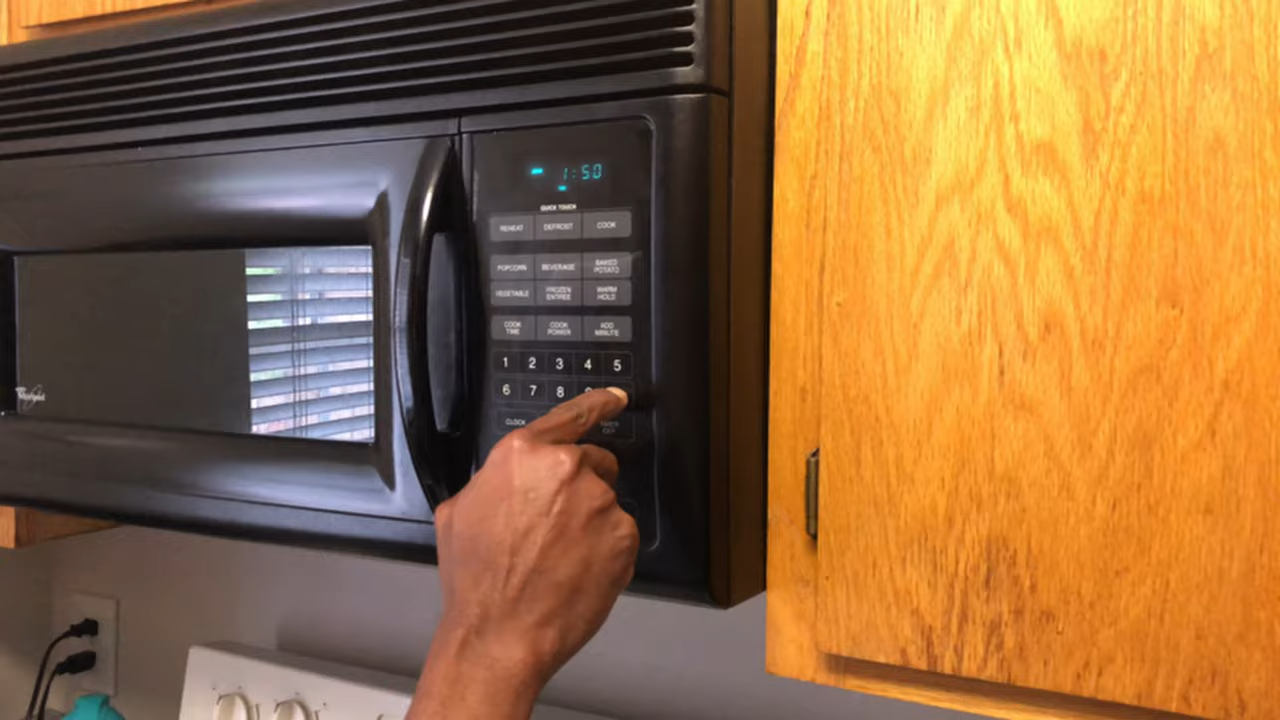 1:50
QUICK TOUCH
REHEAT DEFROST COOK
POPCORN BEVERAGE BAKED POTATO
VEGETABLE FROZEN ENTREE WARM HOLD
COOK TIME COOK POWER ADD MINUTE
1 2 3 4 5
6 7 8
CLOCK
Whirlpool